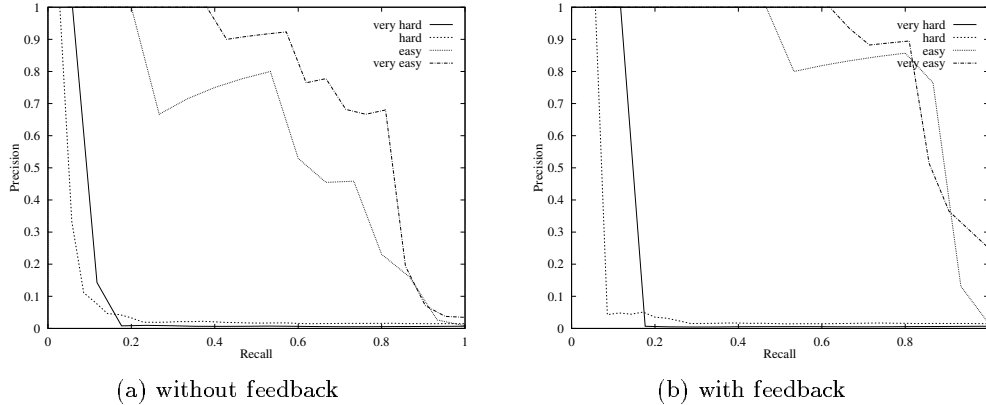 1
0.9
0.8
0.7
0.6
0.5
0.4
0.3
0.2
0.1
0
Precision
very hard
hard
easy
very easy
0 0.2 0.4 0.6 0.8 1
Recall
(a) without feedback
1
0.9
0.8
0.7
0.6
0.5
0.4
0.3
0.2
0.1
0
Precision
very hard
hard
easy
very easy
0 0.2 0.4 0.6 0.8
Recall
(b) with feedback